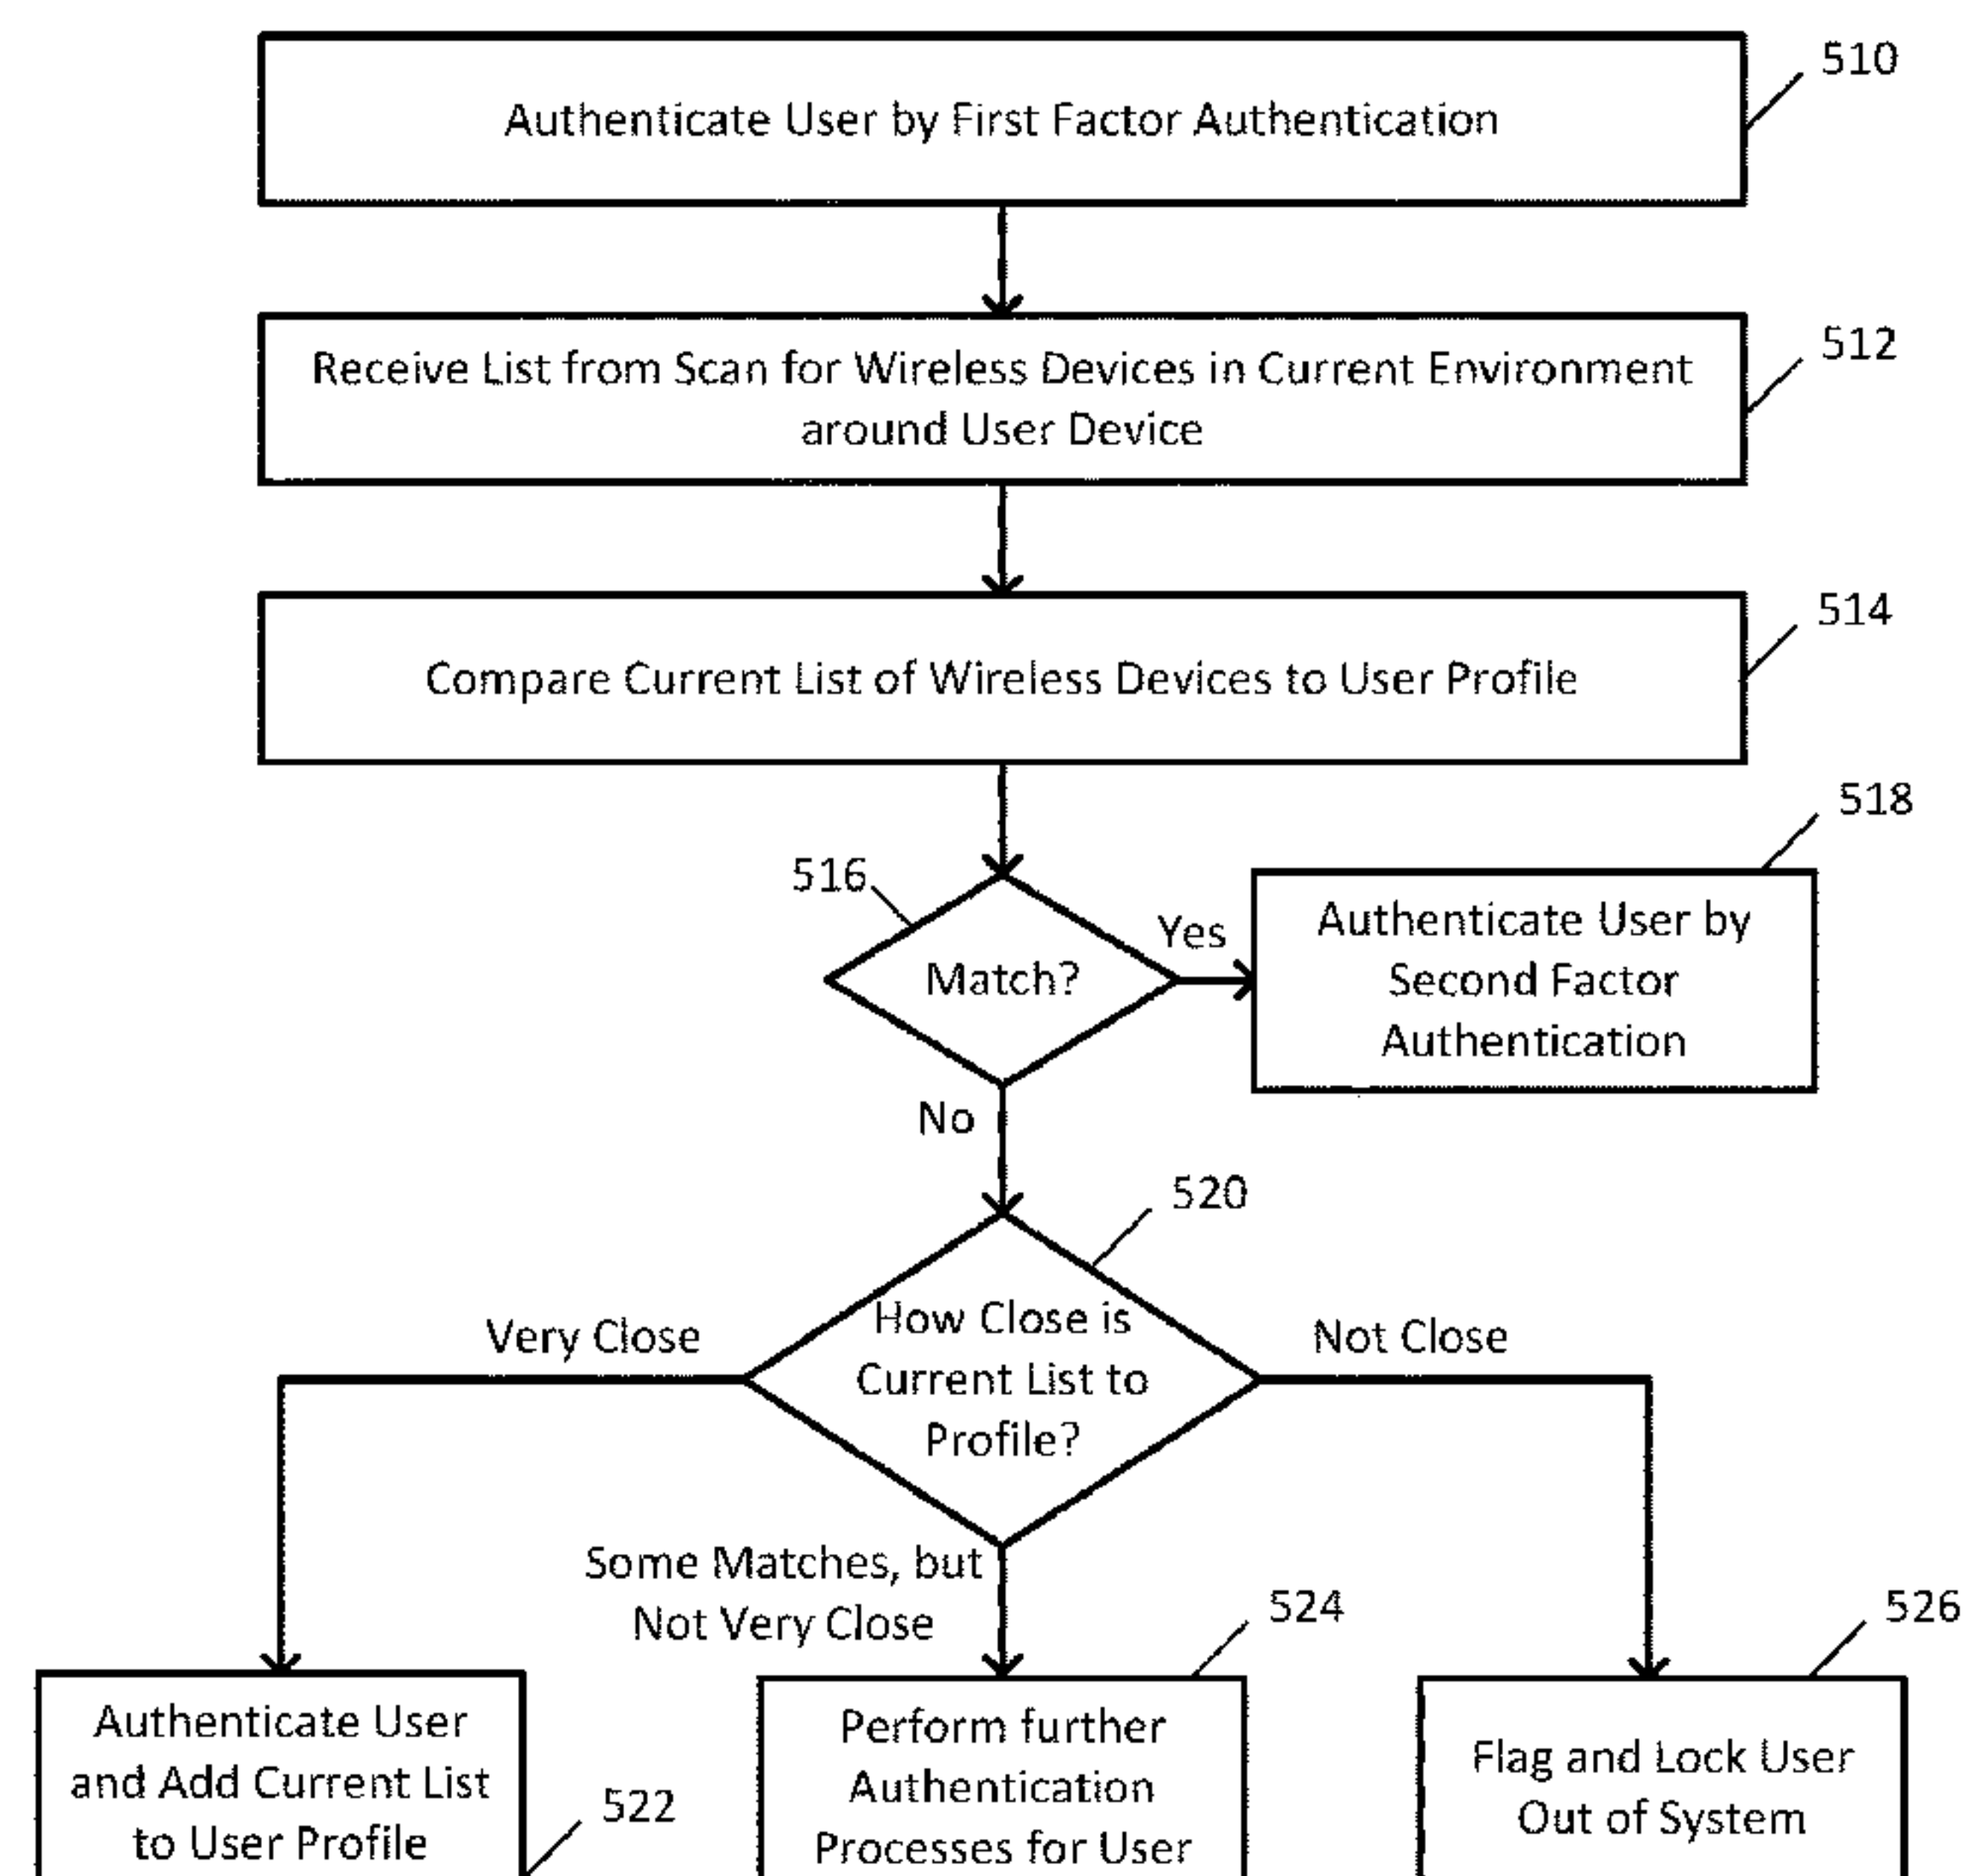 510
Authenticate User by First Factor Authentication
512
Receive List from Scan for Wireless Devices in Current Environment
around User Device
514
Compare Current List of Wireless Devices to User Profile
518
516
Match?
Yes
Authenticate User by
Second Factor
Authentication
No
520
How Close is
Current List to
Profile?
Very Close
Not Close
Some Matches, but
Not Very Close
524
526
Authenticate User
and Add Current List
to User Profile
522
Perform further
Authentication
Processes for User
Flag and Lock User
Out of System